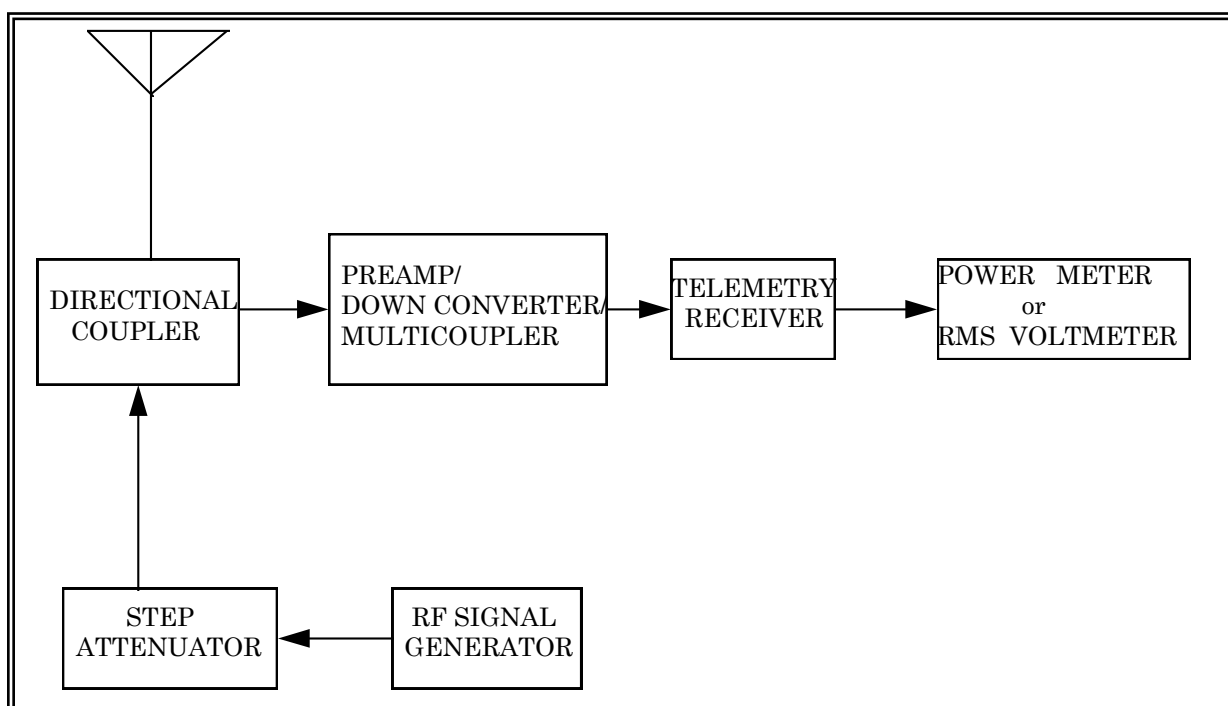 DIRECTIONAL
COUPLER
PREAMP/
DOWN CONVERTER/
MULTICOUPLER
TELEMETRY
RECEIVER
POWER METER
or
RMS VOLTMETER
STEP
ATTENUATOR
RF SIGNAL
GENERATOR